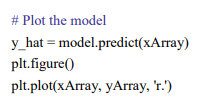 # Plot the model
y_hat = model.predict(xArray)
plt.figure()
plt.plot(xArray, yArray, 'r.')